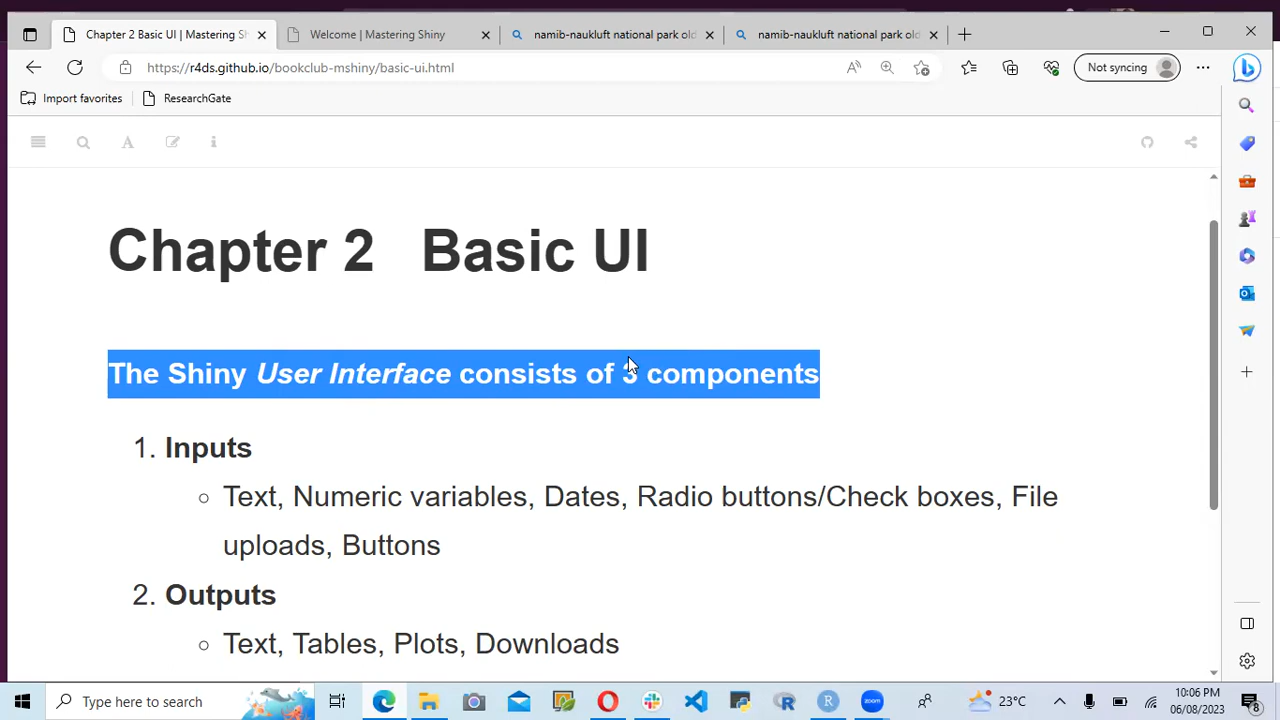 Chapter 2 Basic UI | Mastering Sh
Welcome | Mastering Shiny
namib-naukluft national park old
namib-naukluft national park old
https://r4ds.github.io/bookclub-mshiny/basic-ui.html
Not syncing
Import favorites
ResearchGate
Chapter 2 Basic UI
The Shiny User Interface consists of 3 components
1. Inputs
Text, Numeric variables, Dates, Radio buttons/Check boxes, File
uploads, Buttons
2. Outputs
Text, Tables, Plots, Downloads
Type here to search
zoom
23°C
10:06 PM
06/08/2023
8